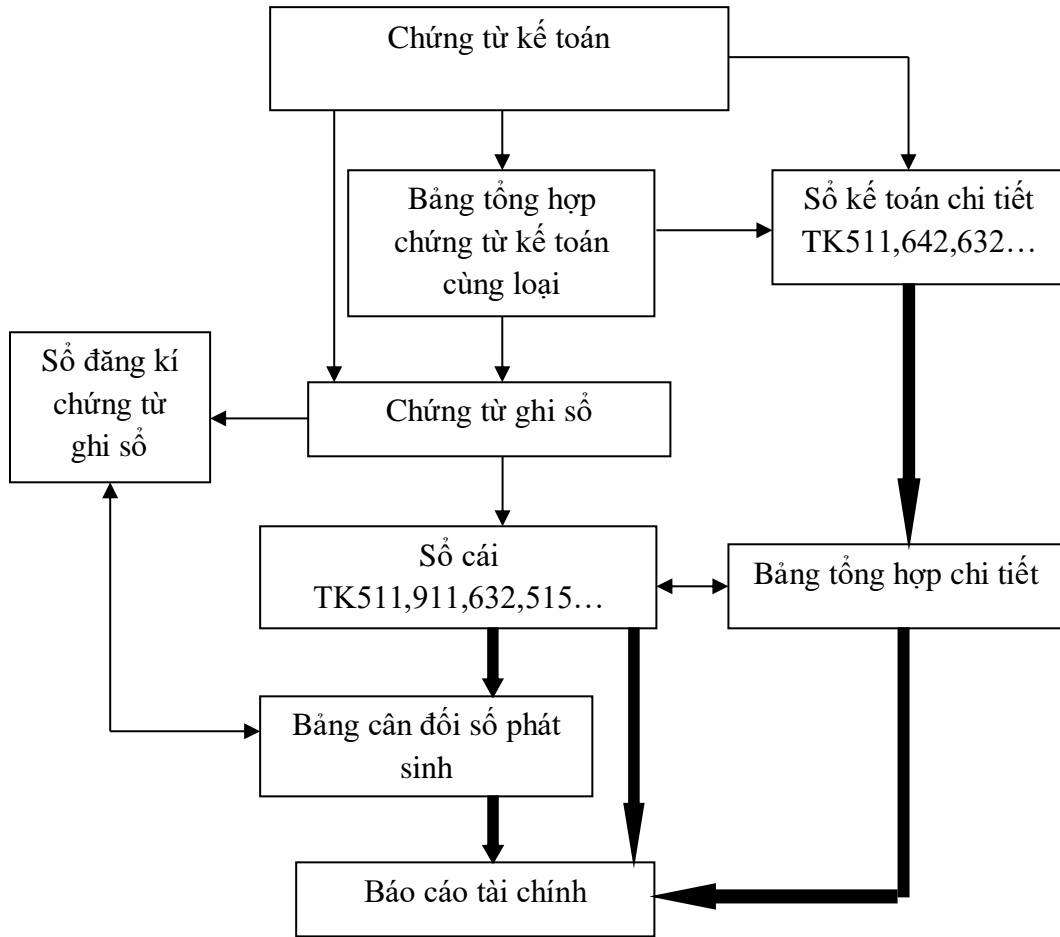 Chứng từ kế toán
Bảng tổng hợp
chứng từ kế toán
cùng loại
Sổ kế toán chi tiết
TK511,642,632…
Sổ đăng kí
chứng từ
ghi sổ
Chứng từ ghi sổ
Sổ cái
TK511,911,632,515…
Bảng tổng hợp chi tiết
Bảng cân đối số phát
sinh
Báo cáo tài chính